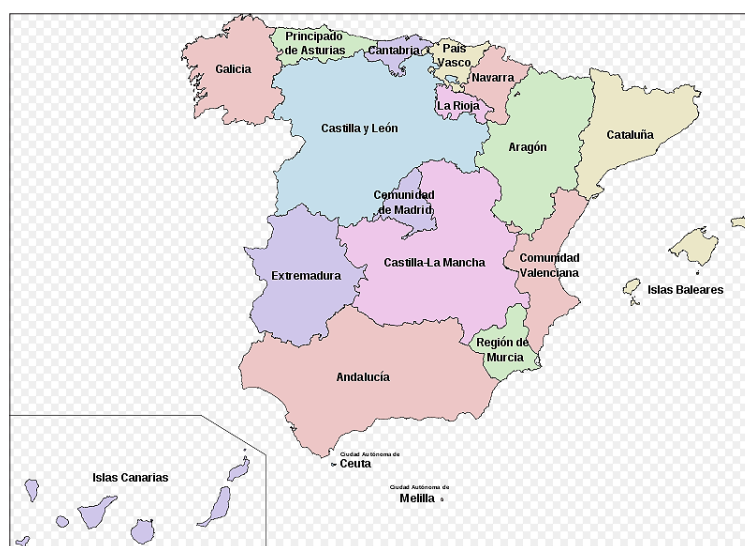 Principado
de Asturias
Cantabria
País
Vasco
Galicia
Navarra
La Rioja
Castilla y León
Aragón
Cataluña
Comunidad
de Madrid
Extremadura
Castilla-La Mancha
Comunidad
Valenciana
Islas Baleares
Región de
Murcia
Andalucía
Ciudad Autónoma de
Ceuta
Islas Canarias
Ciudad Autónoma de
Melilla